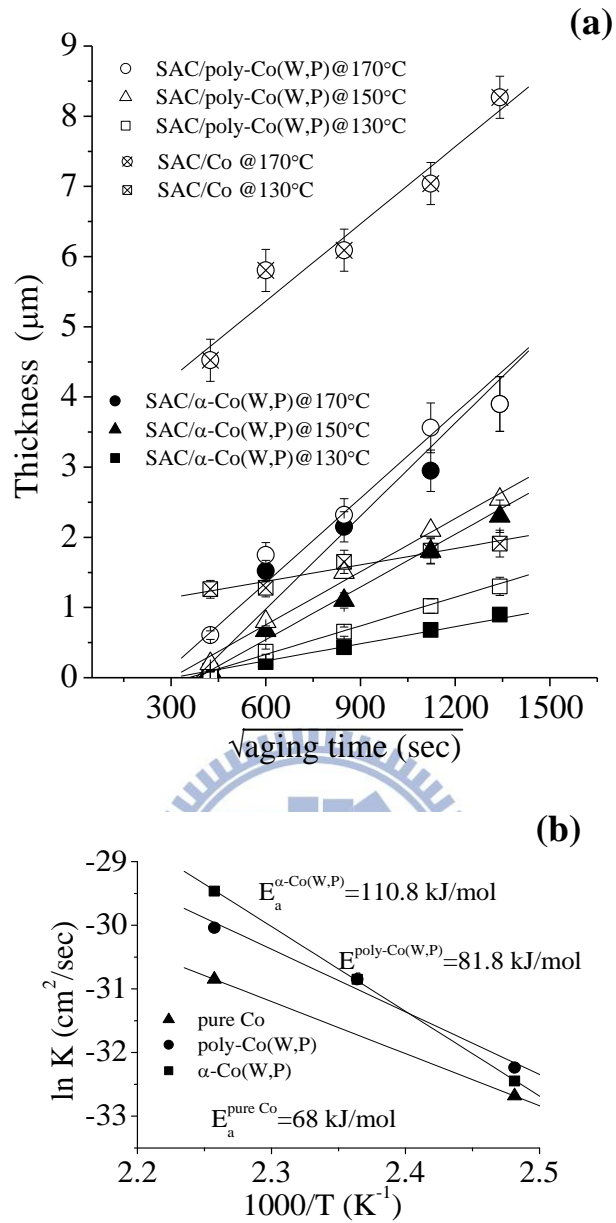 (a)
9
8
7
6
5
4
3
2
1
0
Thickness (μm)
SAC/poly-Co(W,P)@170°C
SAC/poly-Co(W,P)@150°C
SAC/poly-Co(W,P)@130°C
SAC/Co @170°C
SAC/Co @130°C
SAC/α-Co(W,P)@170°C
SAC/α-Co(W,P)@150°C
SAC/α-Co(W,P)@130°C
300 600 900 1200 1500
√aging time (sec)
(b)
-29
-30
-31
-32
-33
ln K (cm²/sec)
E_a^α-Co(W,P)=110.8 kJ/mol
E_a^poly-Co(W,P)=81.8 kJ/mol
pure Co
poly-Co(W,P)
α-Co(W,P)
E_a^pure Co=68 kJ/mol
2.2 2.3 2.4 2.5
1000/T (K⁻¹)